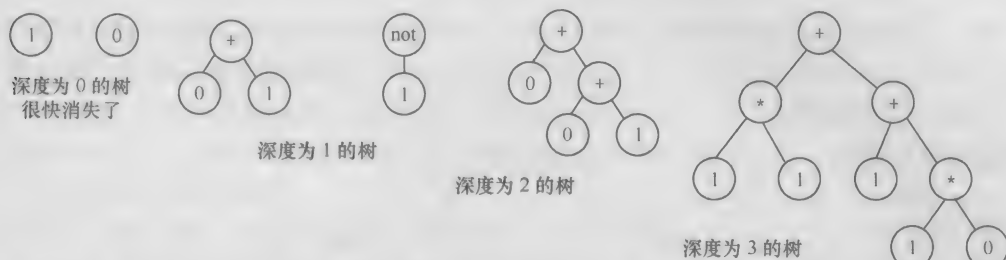 1 0
深度为 0 的树
很快消失了
+
0 1
not
1
深度为 1 的树
+
0 +
0 1
深度为 2 的树
+
* +
1 1 1 *
1 0
深度为 3 的树